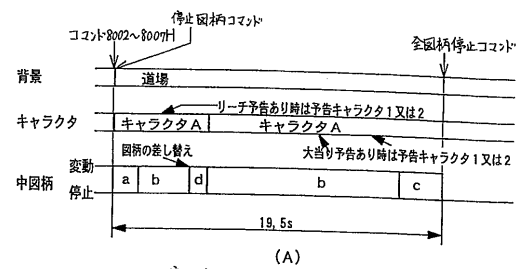 停止図柄コマンド
コマンド8002～8007H
全図柄停止コマンド
背景
道場
リーチ予告あり時は予告キャラクタ1又は2
キャラクタ
キャラクタA
キャラクタA
図柄の差し替え
大当り予告あり時は予告キャラクタ1又は2
変動
中図柄
a b d b c
停止
19,5s
(A)